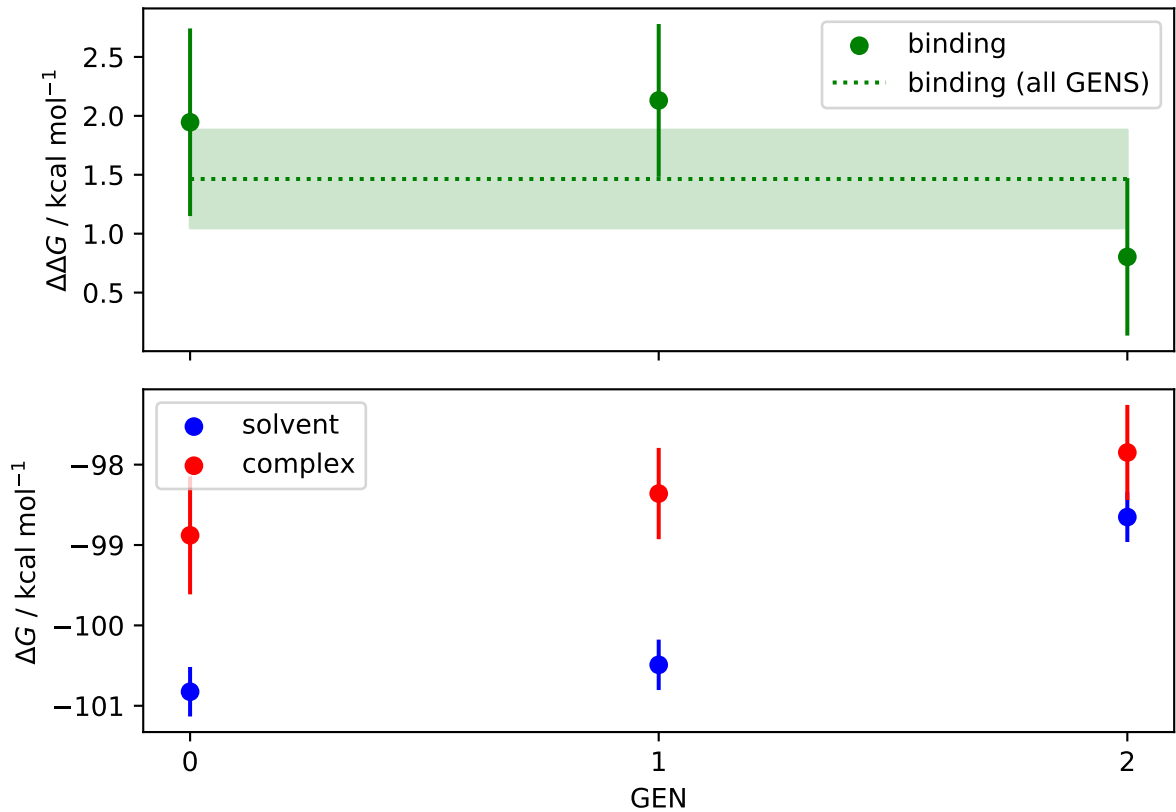 ΔΔG / kcal mol⁻¹
2.5
2.0
1.5
1.0
0.5
binding
binding (all GENS)
ΔG / kcal mol⁻¹
−98
−99
−100
−101
solvent
complex
0
1
2
GEN